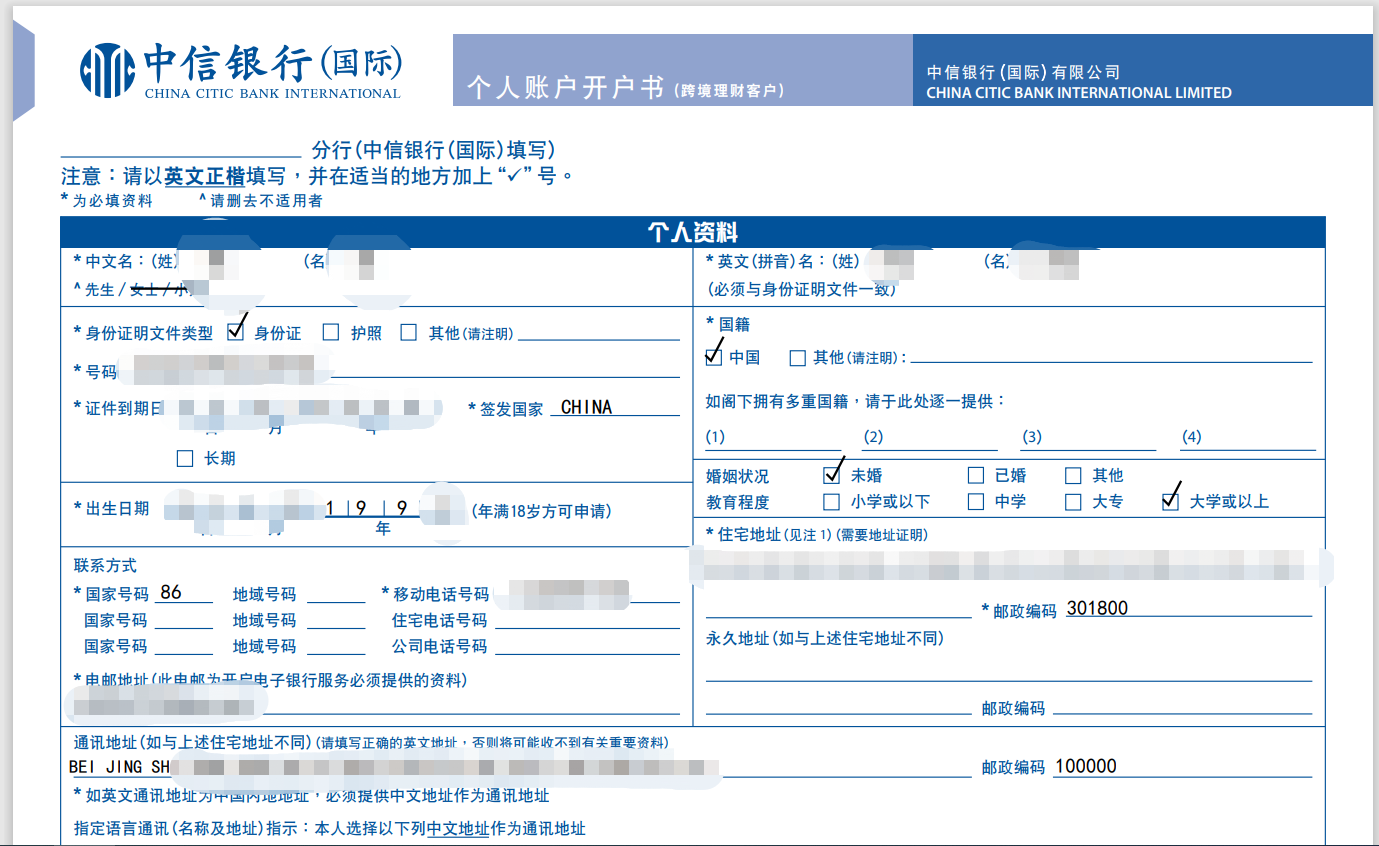 中信银行(国际)
CHINA CITIC BANK INTERNATIONAL
个人账户开户书 (跨境理财客户)
中信银行(国际)有限公司
CHINA CITIC BANK INTERNATIONAL LIMITED
分行(中信银行(国际)填写)
注意：请以英文正楷填写，并在适当的地方加上“✓”号。
*为必填资料 ^请删去不适用者
个人资料
*中文名：(姓) (名
^先生/女士/小
*英文(拼音)名：(姓) (名)
(必须与身份证明文件一致)
*身份证明文件类型 ✓ 身份证 □ 护照 □ 其他(请注明)
*号码
*证件到期日 *签发国家 CHINA
月 年
□ 长期
*国籍
✓ 中国 □ 其他(请注明)：
如阁下拥有多重国籍，请于此处逐一提供：
(1) (2) (3) (4)
婚姻状况 ✓ 未婚 □ 已婚 □ 其他
教育程度 □ 小学或以下 □ 中学 □ 大专 ✓ 大学或以上
*出生日期 1 | 9 | 9 (年满18岁方可申请)
月 年
*住宅地址(见注1)(需要地址证明)
*邮政编码 301800
永久地址(如与上述住宅地址不同)
邮政编码
联系方式
*国家号码 86 地域号码 *移动电话号码
国家号码 地域号码 住宅电话号码
国家号码 地域号码 公司电话号码
*电邮地址(此电邮为开启电子银行服务必须提供的资料)
通讯地址(如与上述住宅地址不同)(请填写正确的英文地址，否则将可能收不到有关重要资料)
BEI JING SH 邮政编码 100000
*如英文通讯地址为中国内地地址，必须提供中文地址作为通讯地址
指定语言通讯(名称及地址)指示：本人选择以下列中文地址作为通讯地址